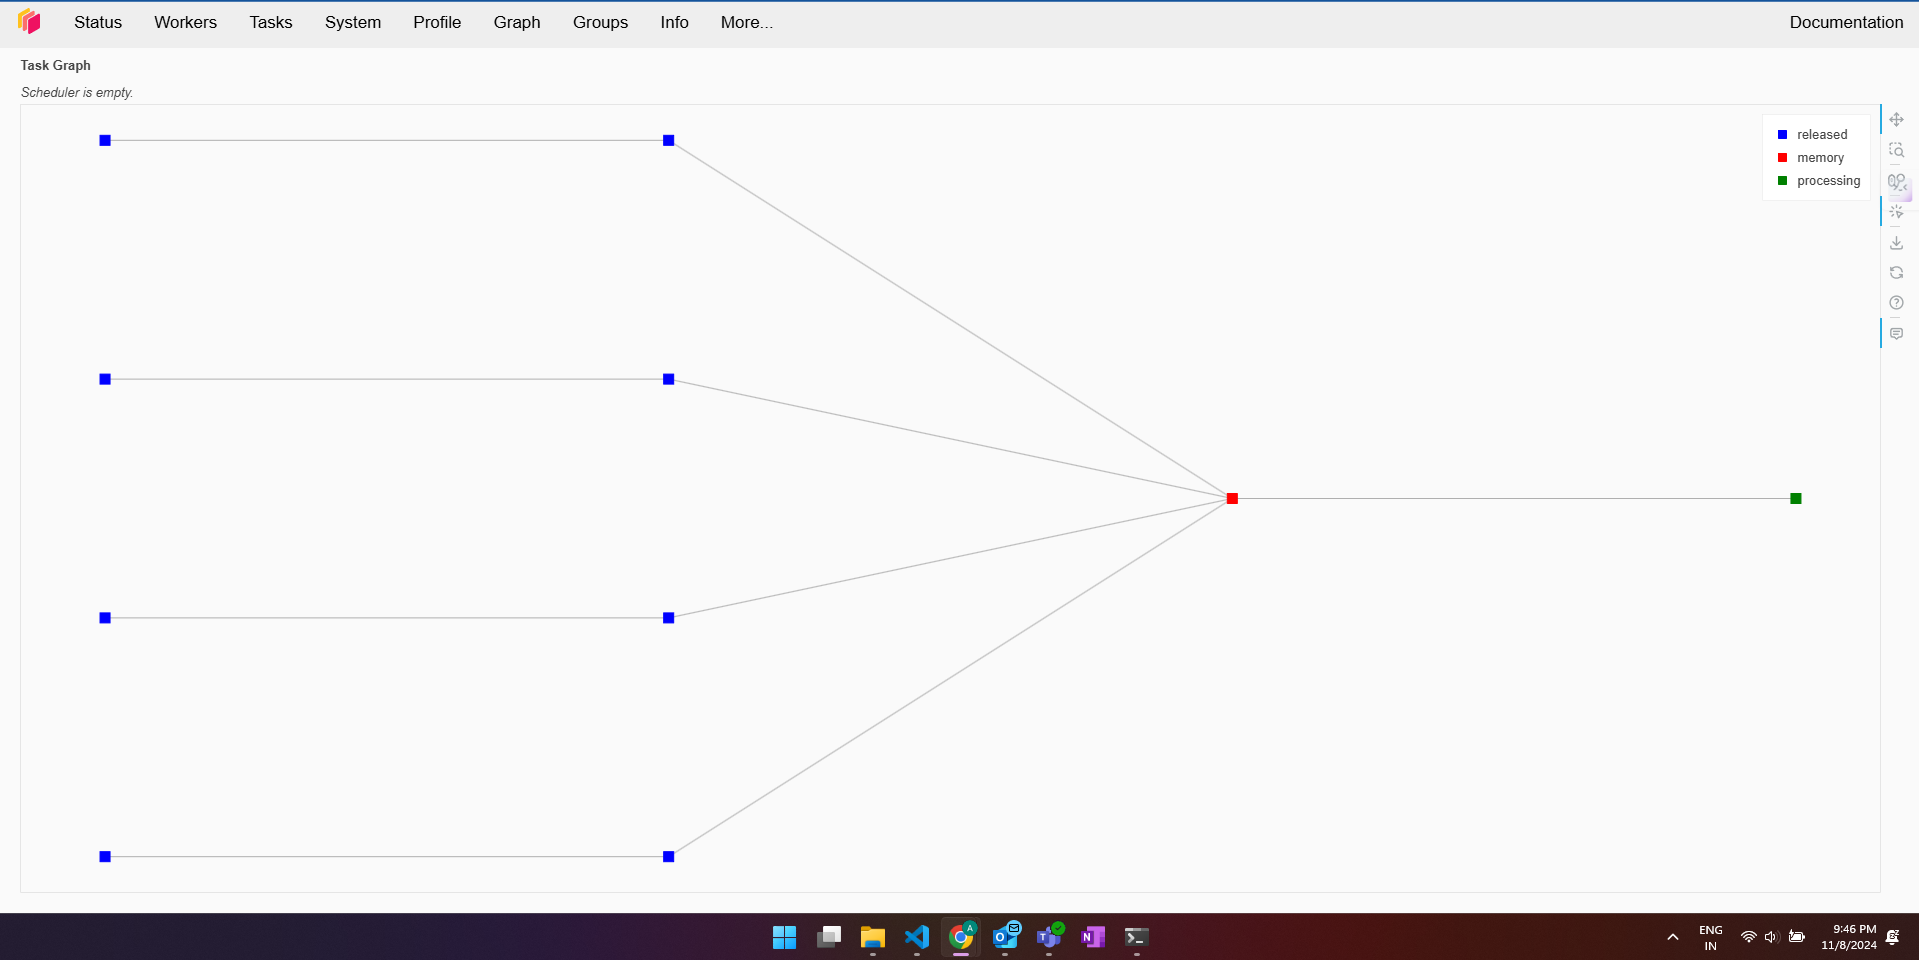 Status Workers Tasks System Profile Graph Groups Info More... Documentation
Task Graph
Scheduler is empty.
released
memory
processing
ENG
IN
9:46 PM
11/8/2024